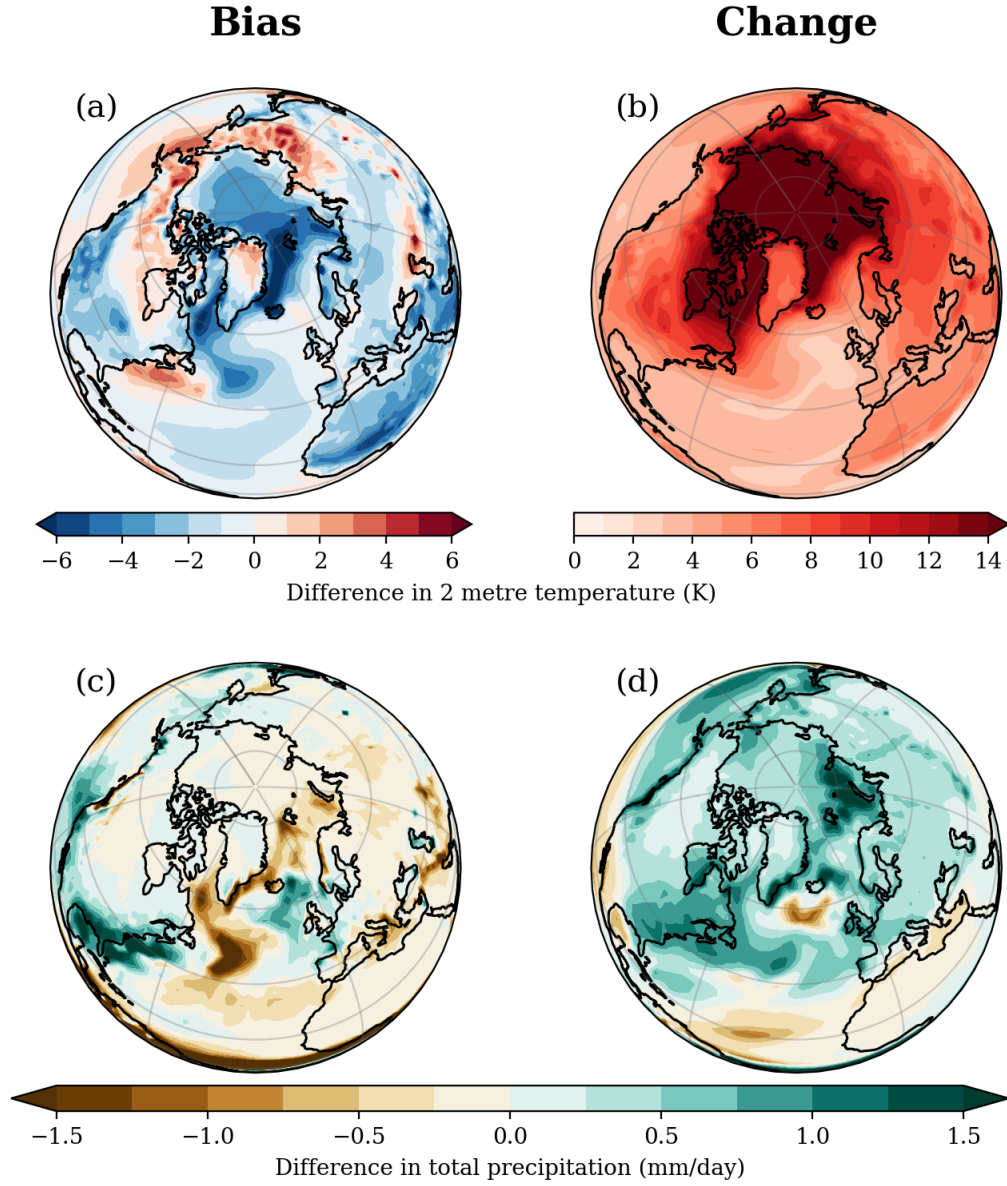 Bias Change
(a) (b)
−6 −4 −2 0 2 4 6 0 2 4 6 8 10 12 14
Difference in 2 metre temperature (K)
(c) (d)
−1.5 −1.0 −0.5 0.0 0.5 1.0 1.5
Difference in total precipitation (mm/day)